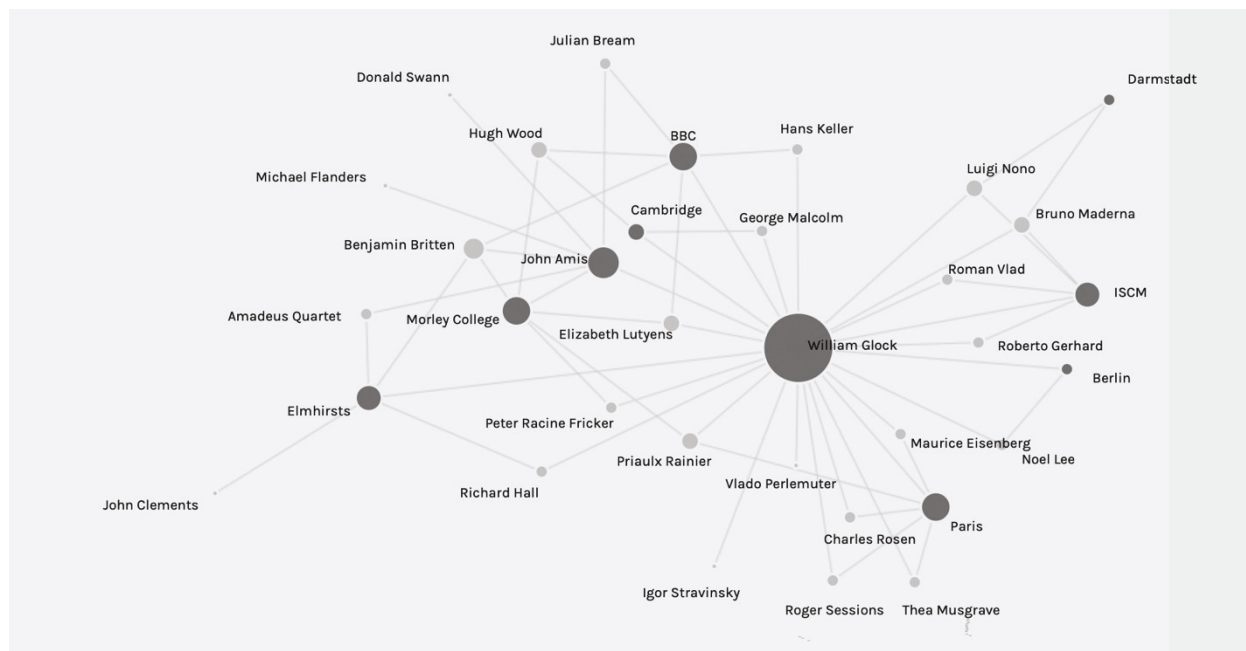 Julian Bream
Donald Swann
Darmstadt
Hugh Wood
BBC
Hans Keller
Luigi Nono
Michael Flanders
Cambridge
George Malcolm
Bruno Maderna
Benjamin Britten
John Amis
Roman Vlad
ISCM
Amadeus Quartet
Morley College
Elizabeth Lutyens
William Glock
Roberto Gerhard
Berlin
Elmhirsts
Peter Racine Fricker
Maurice Eisenberg
Priaulx Rainier
Noel Lee
Vlado Perlemuter
Richard Hall
John Clements
Paris
Charles Rosen
Igor Stravinsky
Roger Sessions
Thea Musgrave